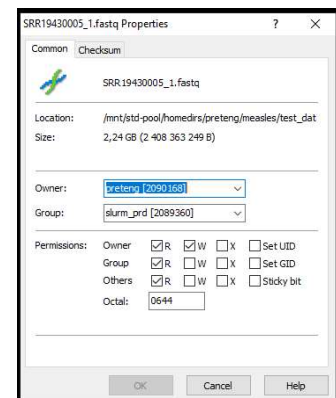 SRR19430005_1.fastq Properties ? ×
Common Checksum
SRR19430005_1.fastq
Location: /mnt/std-pool/homedirs/preteng/measles/test_dat
Size: 2,24 GB (2 408 363 249 B)
Owner: preteng [2090168]
Group: slurm_prd [2089360]
Permissions: Owner R W X Set UID
Group R W X Set GID
Others R W X Sticky bit
Octal: 0644
OK Cancel Help